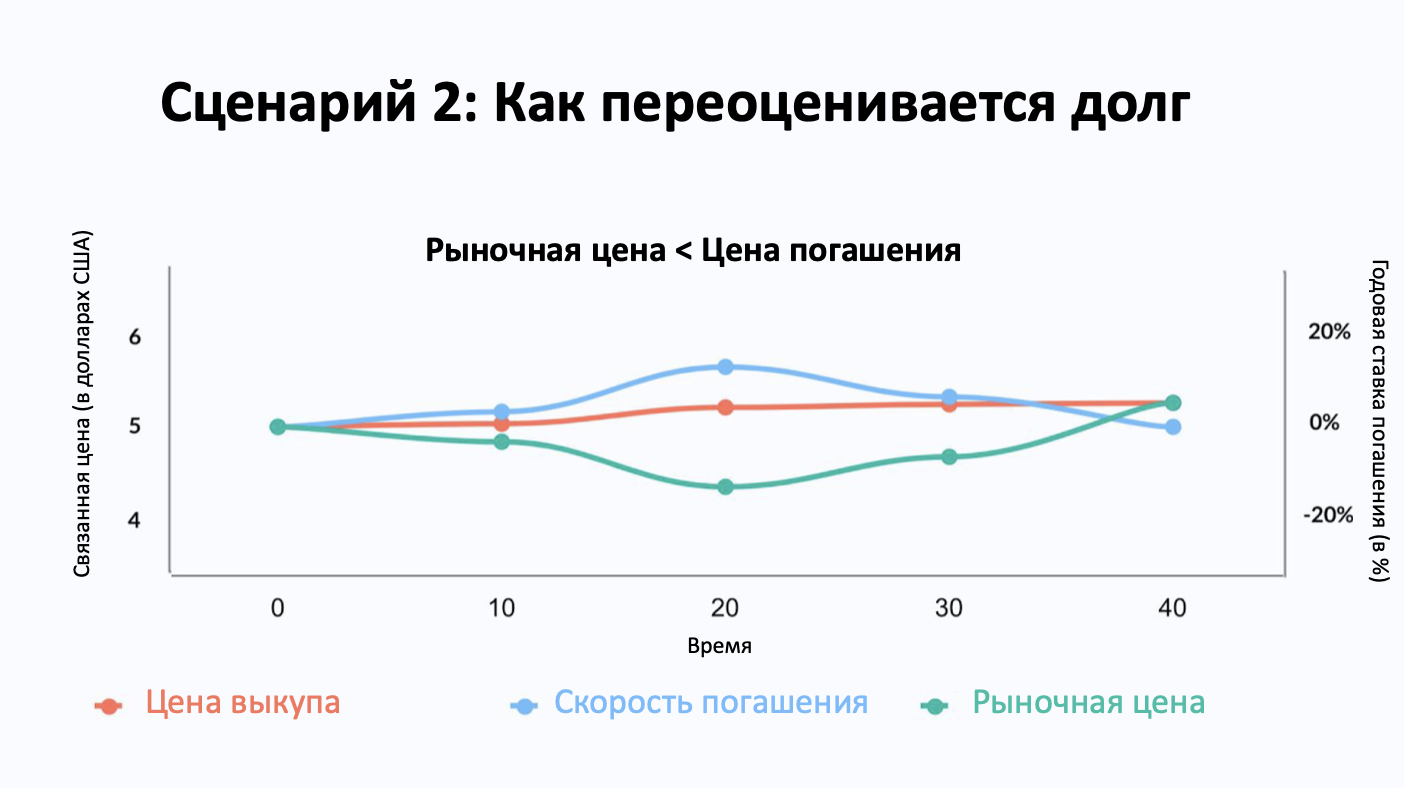 Сценарий 2: Как переоценивается долг
Рыночная цена < Цена погашения
Связанная цена (в долларах США)
6
5
4
20%
0%
-20%
Годовая ставка погашения (в %)
0 10 20 30 40
Время
Цена выкупа Скорость погашения Рыночная цена